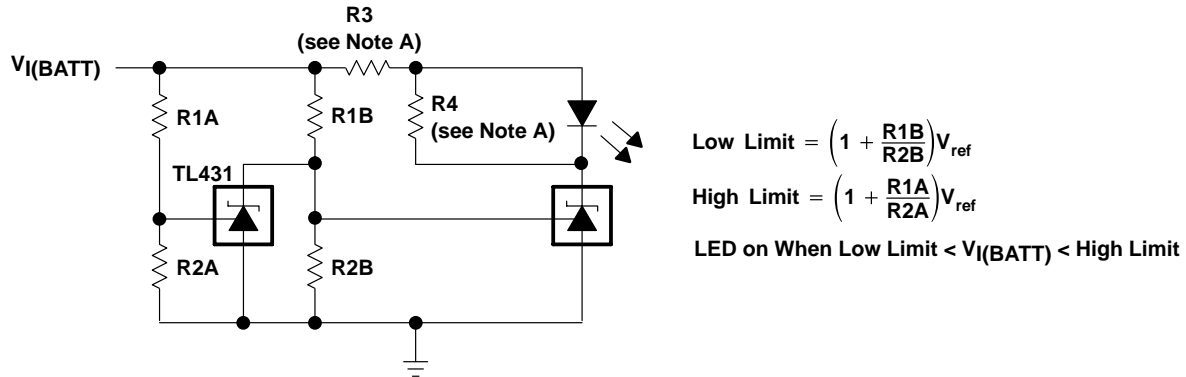 R3
(see Note A)
VI(BATT)
R1A
R1B
R4
(see Note A)
TL431
R2A
R2B
Low Limit = (1 + R1B/R2B)Vref
High Limit = (1 + R1A/R2A)Vref
LED on When Low Limit < VI(BATT) < High Limit